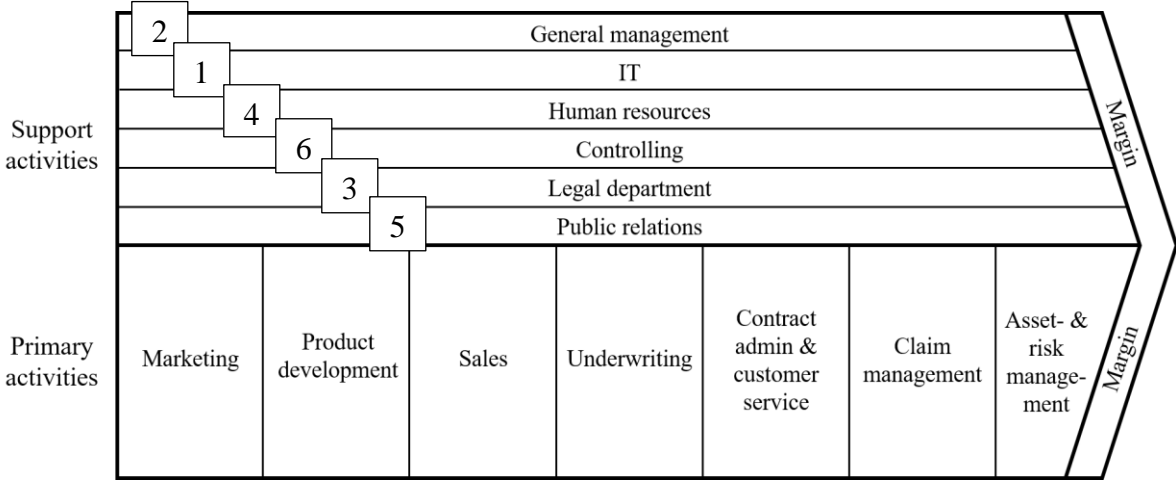 2
General management
1
IT
4
Human resources
6
Controlling
3
Legal department
5
Public relations
Support
activities
Margin
Primary
activities
Marketing
Product
development
Sales
Underwriting
Contract
admin &
customer
service
Claim
management
Asset- &
risk
manage-
ment
Margin